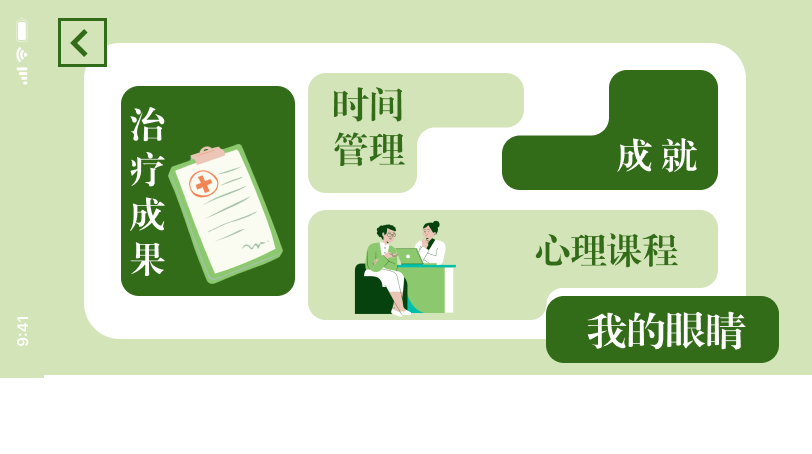 9:41
治
疗
成
果
时间
管理
成就
心理课程
我的眼睛